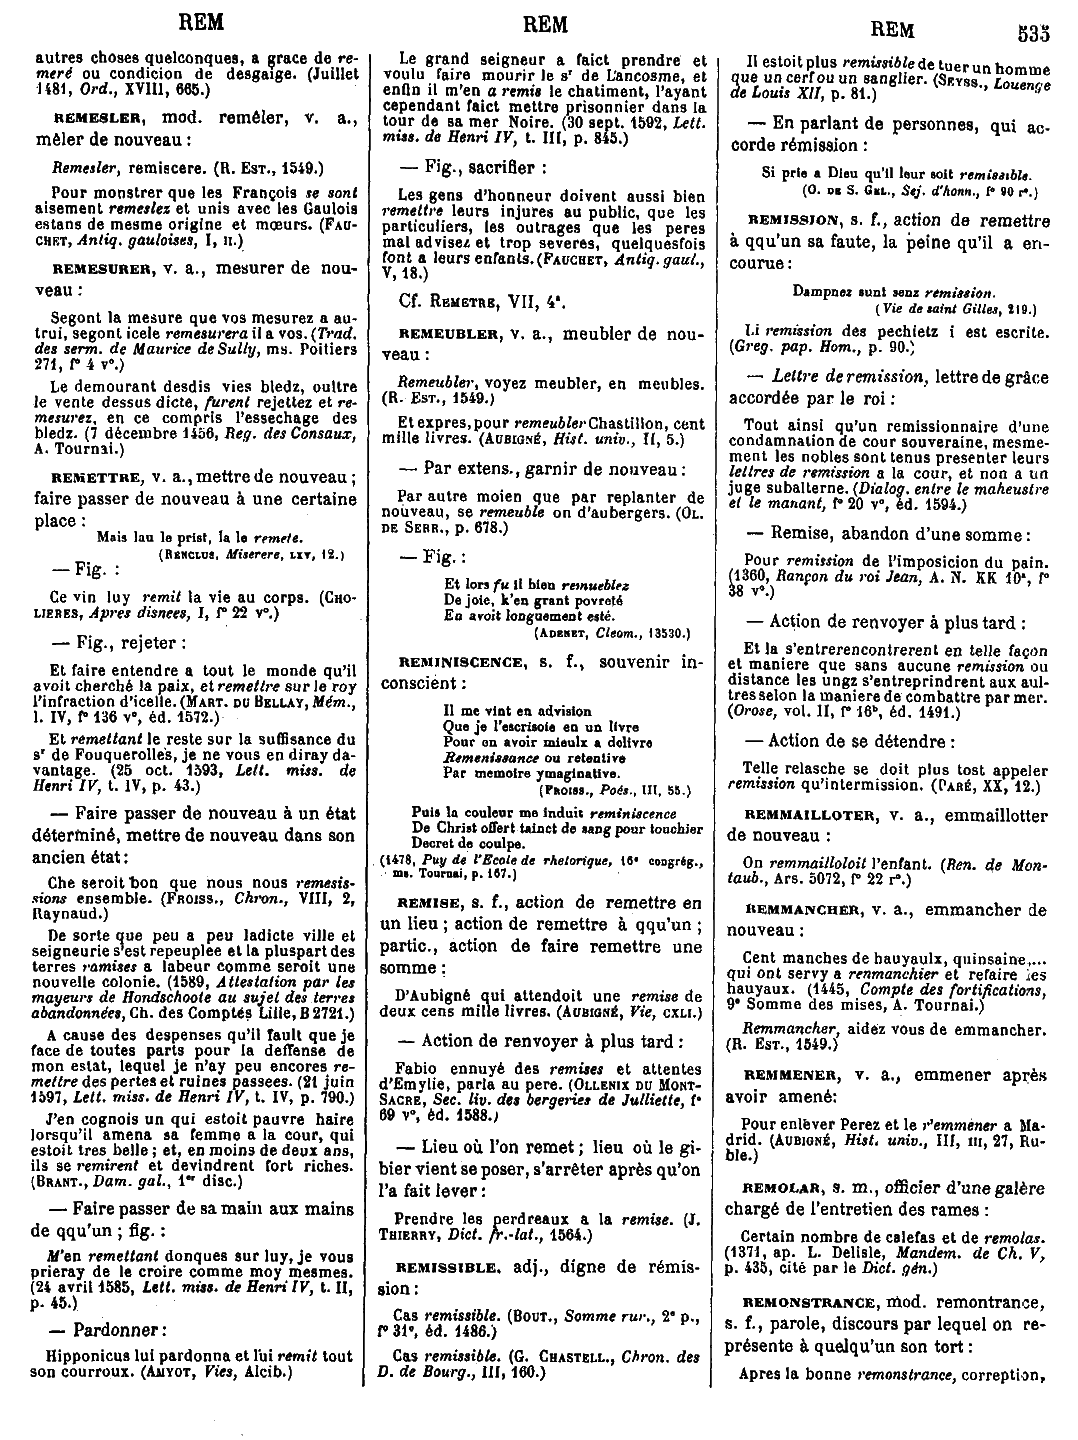 REM
REM
REM
535
autres choses quelconques, a grace de re-
meré ou condicion de desgaige. (Juillet
1481, Ord., XVIII, 665.)
REMESLER, mod. remêler, v. a.,
mêler de nouveau :
Remesler, remiscere. (R. EST., 1549.)
Pour monstrer que les François se sont
aisement remeslez et unis avec les Gaulois
estans de mesme origine et mœurs. (FAU-
CHET, Antiq. gauloises, I, II.)
REMESURER, v. a., mesurer de nou-
veau :
Segont la mesure que vos mesurez a au-
trui, segont icele remesurera il a vos. (Trad.
des serm. de Maurice de Sully, ms. Poitiers
271, f° 4 v°.)
Le demourant desdis vies bledz, oultre
le vente dessus dicte, furent rejettez et re-
mesurez, en ce compris l'essechage des
bledz. (7 décembre 1456, Reg. des Consaux,
A. Tournai.)
REMETTRE, v. a., mettre de nouveau ;
faire passer de nouveau à une certaine
place :
Mais lau le prist, la le remete.
(RENCLUS, Miserere, LXV, 12.)
— Fig. :
Ce vin luy remit la vie au corps. (CHO-
LIERES, Apres disnees, I, f° 22 v°.)
— Fig., rejeter :
Et faire entendre a tout le monde qu'il
avoit cherché la paix, et remettre sur le roy
l'infraction d'icelle. (MART. DU BELLAY, Mém.,
l. IV, f° 136 v°, éd. 1572.)
Et remettant le reste sur la suffisance du
sr de Fouquerolles, je ne vous en diray da-
vantage. (25 oct. 1593, Lett. miss. de
Henri IV, t. IV, p. 43.)
— Faire passer de nouveau à un état
déterminé, mettre de nouveau dans son
ancien état :
Che seroit bon que nous nous remesis-
sions ensemble. (FROISS., Chron., VIII, 2,
Raynaud.)
De sorte que peu a peu ladicte ville et
seigneurie s'est repeuplee et la pluspart des
terres ramises a labeur comme seroit une
nouvelle colonie. (1589, Attestation par les
mayeurs de Hondschoote au sujet des terres
abandonnées, Ch. des Comptes Lille, B 2721.)
A cause des despenses qu'il fault que je
face de toutes parts pour la deffense de
mon estat, lequel je n'ay peu encores re-
mettre des pertes et ruines passees. (21 juin
1597, Lett. miss. de Henri IV, t. IV, p. 790.)
J'en cognois un qui estoit pauvre haire
lorsqu'il amena sa femme a la cour, qui
estoit tres belle ; et, en moins de deux ans,
ils se remirent et devindrent fort riches.
(BRANT., Dam. gal., 1er disc.)
— Faire passer de sa main aux mains
de qqu'un ; fig. :
M'en remettant donques sur luy, je vous
prieray de le croire comme moy mesmes.
(24 avril 1585, Lett. miss. de Henri IV, t. II,
p. 45.)
— Pardonner :
Hipponicus lui pardonna et lui remit tout
son courroux. (AMYOT, Vies, Alcib.)
Le grand seigneur a faict prendre et
voulu faire mourir le sr de Lancosme, et
enfin il m'en a remis le chatiment, l'ayant
cependant faict mettre prisonnier dans la
tour de sa mer Noire. (30 sept. 1592, Lett.
miss. de Henri IV, t. III, p. 845.)
— Fig., sacrifier :
Les gens d'honneur doivent aussi bien
remettre leurs injures au public, que les
particuliers, les outrages que les peres
mal advisez et trop severes, quelquesfois
font a leurs enfants. (FAUCHET, Antiq. gaul.,
V, 18.)
Cf. REMETRE, VII, 4a.
REMEUBLER, v. a., meubler de nou-
veau :
Remeubler, voyez meubler, en meubles.
(R. EST., 1549.)
Et expres, pour remeubler Chastillon, cent
mille livres. (AUBIGNÉ, Hist. univ., II, 5.)
— Par extens., garnir de nouveau :
Par autre moien que par replanter de
nouveau, se remeuble on d'aubergers. (OL.
DE SERR., p. 678.)
— Fig. :
Et lors fu il bien remueblez
De joie, k'en grant povreté
En avoit longuement esté.
(ADENET, Cleom., 13530.)
REMINISCENCE, s. f., souvenir in-
conscient :
Il me vint en advision
Que je l'escrisoie en un livre
Pour en avoir mieulx a delivre
Remenissance ou retentive
Par memoire ymaginative.
(FROISS., Poés., III, 55.)
Puis la couleur me induit reminiscence
De Christ offert tainct de sang pour touchier
Decret de coulpe.
(1478, Puy de l'Ecole de rhetorique, 16e congrég.,
ms. Tournai, p. 167.)
REMISE, s. f., action de remettre en
un lieu ; action de remettre à qqu'un ;
partic., action de faire remettre une
somme :
D'Aubigné qui attendoit une remise de
deux cens mille livres. (AUBIGNÉ, Vie, CXLI.)
— Action de renvoyer à plus tard :
Fabio ennuyé des remises et attentes
d'Emylie, parla au pere. (OLLENIX DU MONT-
SACRE, Sec. liv. des bergeries de Julliette, f°
69 v°, éd. 1588.)
— Lieu où l'on remet ; lieu où le gi-
bier vient se poser, s'arrêter après qu'on
l'a fait lever :
Prendre les perdreaux a la remise. (J.
THIERRY, Dict. fr.-lat., 1564.)
REMISSIBLE, adj., digne de rémis-
sion :
Cas remissible. (BOUT., Somme rur., 2e p.,
f° 31c, éd. 1486.)
Cas remissible. (G. CHASTELL., Chron. des
D. de Bourg., III, 160.)
Il estoit plus remissible de tuer un homme
que un cerf ou un sanglier. (SEYSS., Louenge
de Louis XII, p. 81.)
— En parlant de personnes, qui ac-
corde rémission :
Si prie a Dieu qu'il leur soit remissible.
(O. DE S. GEL., Sej. d'honn., f° 90 r°.)
REMISSION, s. f., action de remettre
à qqu'un sa faute, la peine qu'il a en-
courue :
Dampnez sunt senz remission.
(Vie de saint Gilles, 219.)
Li remission des pechietz i est escrite.
(Greg. pap. Hom., p. 90.)
— Lettre de remission, lettre de grâce
accordée par le roi :
Tout ainsi qu'un remissionnaire d'une
condamnation de cour souveraine, mesme-
ment les nobles sont tenus presenter leurs
lettres de remission a la cour, et non a un
juge subalterne. (Dialog. entre le maheustre
et le manant, f° 20 v°, éd. 1594.)
— Remise, abandon d'une somme :
Pour remission de l'imposicion du pain.
(1360, Rançon du roi Jean, A. N. KK 10a, f°
38 v°.)
— Action de renvoyer à plus tard :
Et la s'entrerencontrerent en telle façon
et maniere que sans aucune remission ou
distance les ungz s'entreprindrent aux aul-
tres selon la maniere de combattre par mer.
(Orose, vol. II, f° 16b, éd. 1491.)
— Action de se détendre :
Telle relasche se doit plus tost appeler
remission qu'intermission. (PARÉ, XX, 12.)
REMMAILLOTER, v. a., emmaillotter
de nouveau :
On remmailloloit l'enfant. (Ren. de Mon-
taub., Ars. 5072, f° 22 r°.)
REMMANCHER, v. a., emmancher de
nouveau :
Cent manches de hauyaulx, quinsaine,...
qui ont servy a renmanchier et refaire les
hauyaux. (1445, Compte des fortifications,
9e Somme des mises, A. Tournai.)
Remmancher, aidez vous de emmancher.
(R. EST., 1549.)
REMMENER, v. a., emmener après
avoir amené:
Pour enlever Perez et le r'emmener a Ma-
drid. (AUBIGNÉ, Hist. univ., III, III, 27, Ru-
ble.)
REMOLAR, s. m., officier d'une galère
chargé de l'entretien des rames :
Certain nombre de calefas et de remolas.
(1371, ap. L. Delisle, Mandem. de Ch. V,
p. 435, cité par le Dict. gén.)
REMONSTRANCE, mod. remontrance,
s. f., parole, discours par lequel on re-
présente à quelqu'un son tort :
Apres la bonne remonstrance, correption,